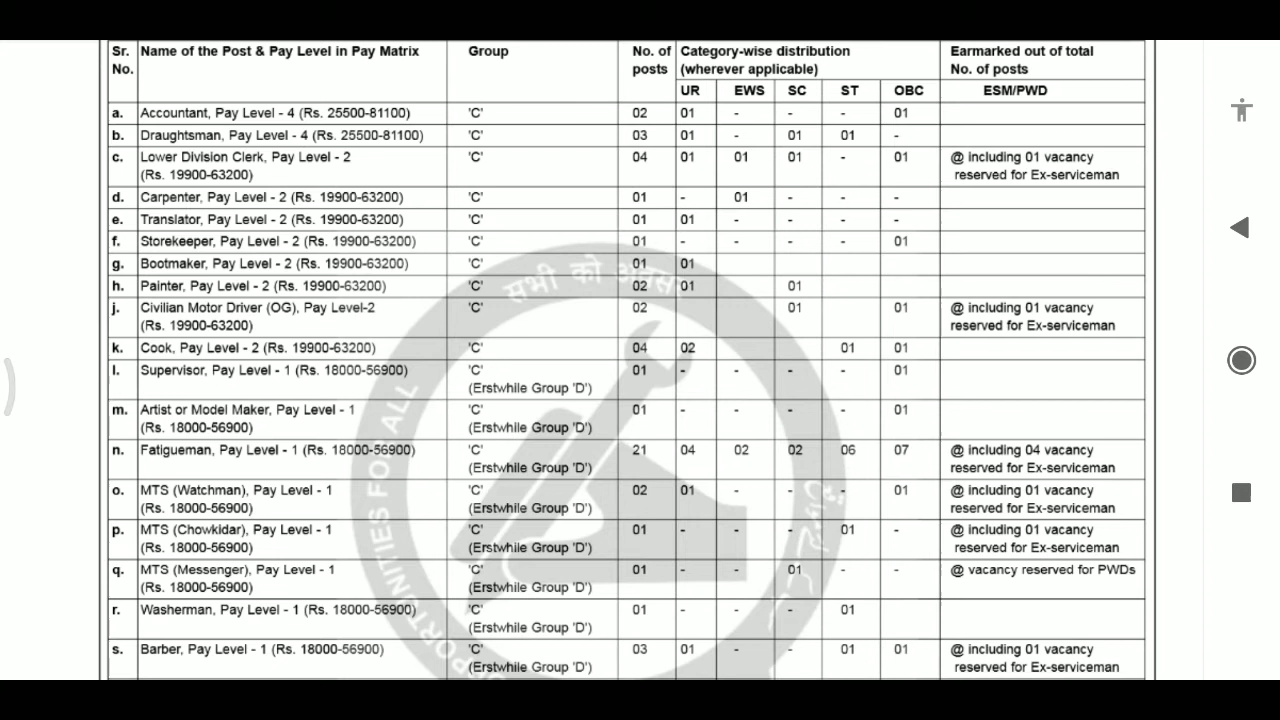 Sr. Name of the Post & Pay Level in Pay Matrix Group No. of Category-wise distribution Earmarked out of total
No. posts (wherever applicable) No. of posts
UR EWS SC ST OBC ESM/PWD
a. Accountant, Pay Level - 4 (Rs. 25500-81100) 'C' 02 01 - - - 01
b. Draughtsman, Pay Level - 4 (Rs. 25500-81100) 'C' 03 01 - 01 01 -
c. Lower Division Clerk, Pay Level - 2 'C' 04 01 01 01 - 01 @ including 01 vacancy
(Rs. 19900-63200) reserved for Ex-serviceman
d. Carpenter, Pay Level - 2 (Rs. 19900-63200) 'C' 01 - 01 - - -
e. Translator, Pay Level - 2 (Rs. 19900-63200) 'C' 01 01 - - - -
f. Storekeeper, Pay Level - 2 (Rs. 19900-63200) 'C' 01 - - - - 01
g. Bootmaker, Pay Level - 2 (Rs. 19900-63200) 'C' 01 01
h. Painter, Pay Level - 2 (Rs. 19900-63200) 'C' 02 01 01
j. Civilian Motor Driver (OG), Pay Level-2 'C' 02 01 01 @ including 01 vacancy
(Rs. 19900-63200) reserved for Ex-serviceman
k. Cook, Pay Level - 2 (Rs. 19900-63200) 'C' 04 02 01 01
l. Supervisor, Pay Level - 1 (Rs. 18000-56900) 'C' 01 - - - - 01
(Erstwhile Group 'D')
m. Artist or Model Maker, Pay Level - 1 'C' 01 - - - - 01
(Rs. 18000-56900) (Erstwhile Group 'D')
n. Fatigueman, Pay Level - 1 (Rs. 18000-56900) 'C' 21 04 02 02 06 07 @ including 04 vacancy
(Erstwhile Group 'D') reserved for Ex-serviceman
o. MTS (Watchman), Pay Level - 1 'C' 02 01 - - - 01 @ including 01 vacancy
(Rs. 18000-56900) (Erstwhile Group 'D') reserved for Ex-serviceman
p. MTS (Chowkidar), Pay Level - 1 'C' 01 - - - 01 - @ including 01 vacancy
(Rs. 18000-56900) (Erstwhile Group 'D') reserved for Ex-serviceman
q. MTS (Messenger), Pay Level - 1 'C' 01 - - 01 - - @ vacancy reserved for PWDs
(Rs. 18000-56900) (Erstwhile Group 'D')
r. Washerman, Pay Level - 1 (Rs. 18000-56900) 'C' 01 - - - 01
(Erstwhile Group 'D')
s. Barber, Pay Level - 1 (Rs. 18000-56900) 'C' 03 01 - - 01 01 @ including 01 vacancy
(Erstwhile Group 'D') reserved for Ex-serviceman
सभी को अवसर
FOR ALL